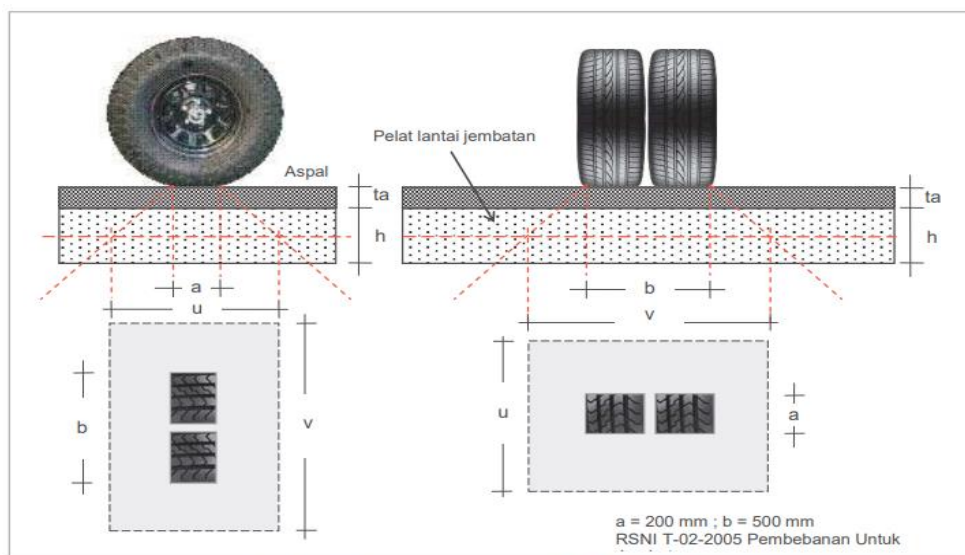 Pelat lantai jembatan
Aspal
ta
h
ta
h
a
u
b
v
b
v
u
a
a = 200 mm ; b = 500 mm
RSNI T-02-2005 Pembebanan Untuk